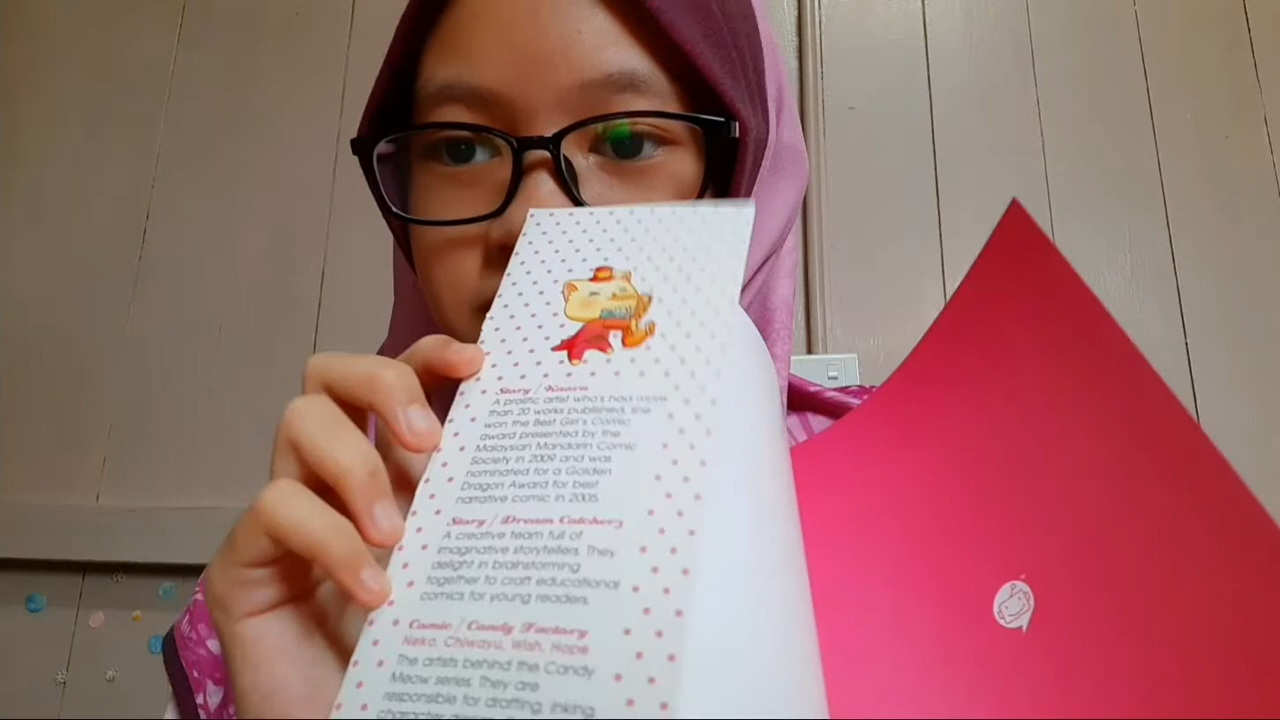 Story / Kaoru
A prolific artist who's had more
than 20 works published, she
won the Best Girl's Comic
award presented by the
Malaysian Mandarin Comic
Society in 2009 and was
nominated for a Golden
Dragon Award for best
narrative comic in 2006.
Story / Dream Catcherz
A creative team full of
imaginative storytellers. They
delight in brainstorming
together to craft educational
comics for young readers.
Comic / Candy Factory
Neko, Chiwayu, Wish, Hope
The artists behind the Candy
Meow series. They are
responsible for drafting, inking,
character